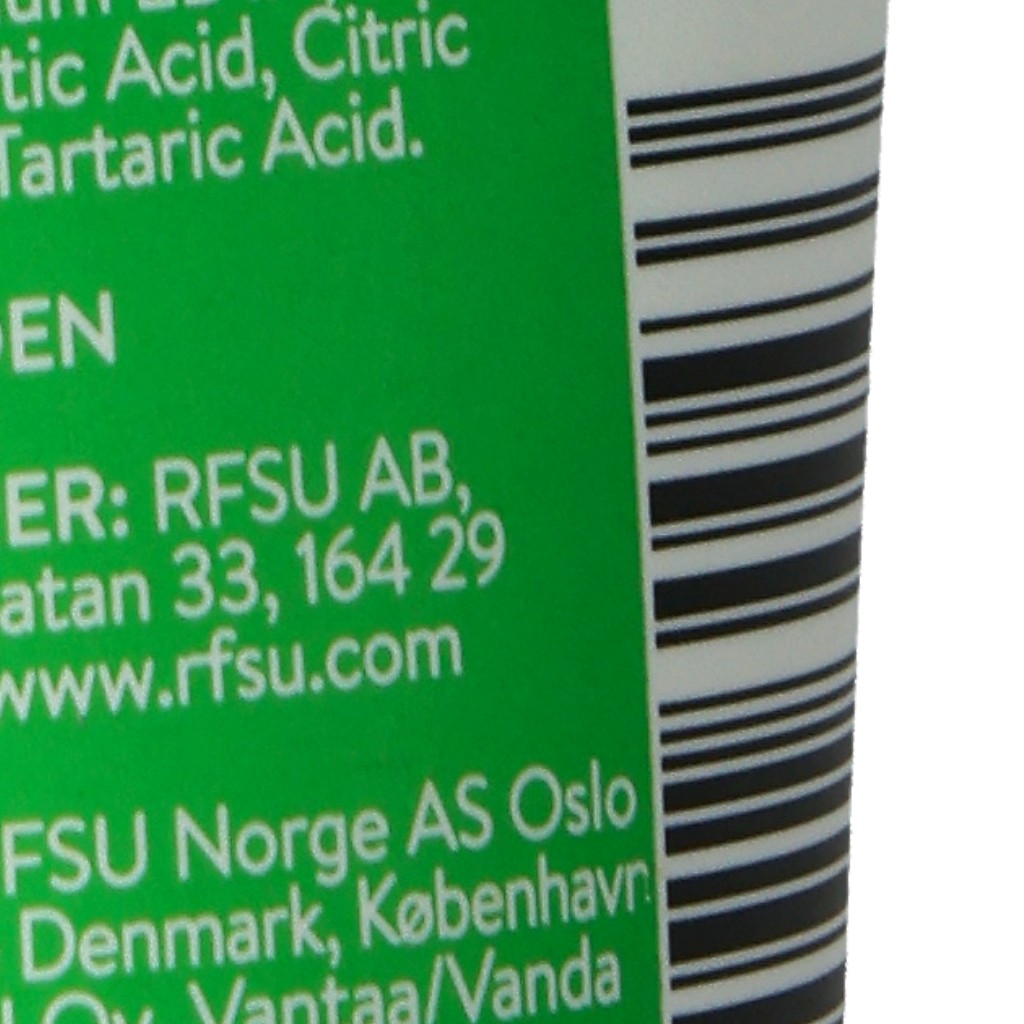 tic Acid, Citric
Tartaric Acid.
DEN
ER: RFSU AB,
atan 33, 164 29
www.rfsu.com
FSU Norge AS Oslo
Denmark, København
Oy, Vantaa/Vanda